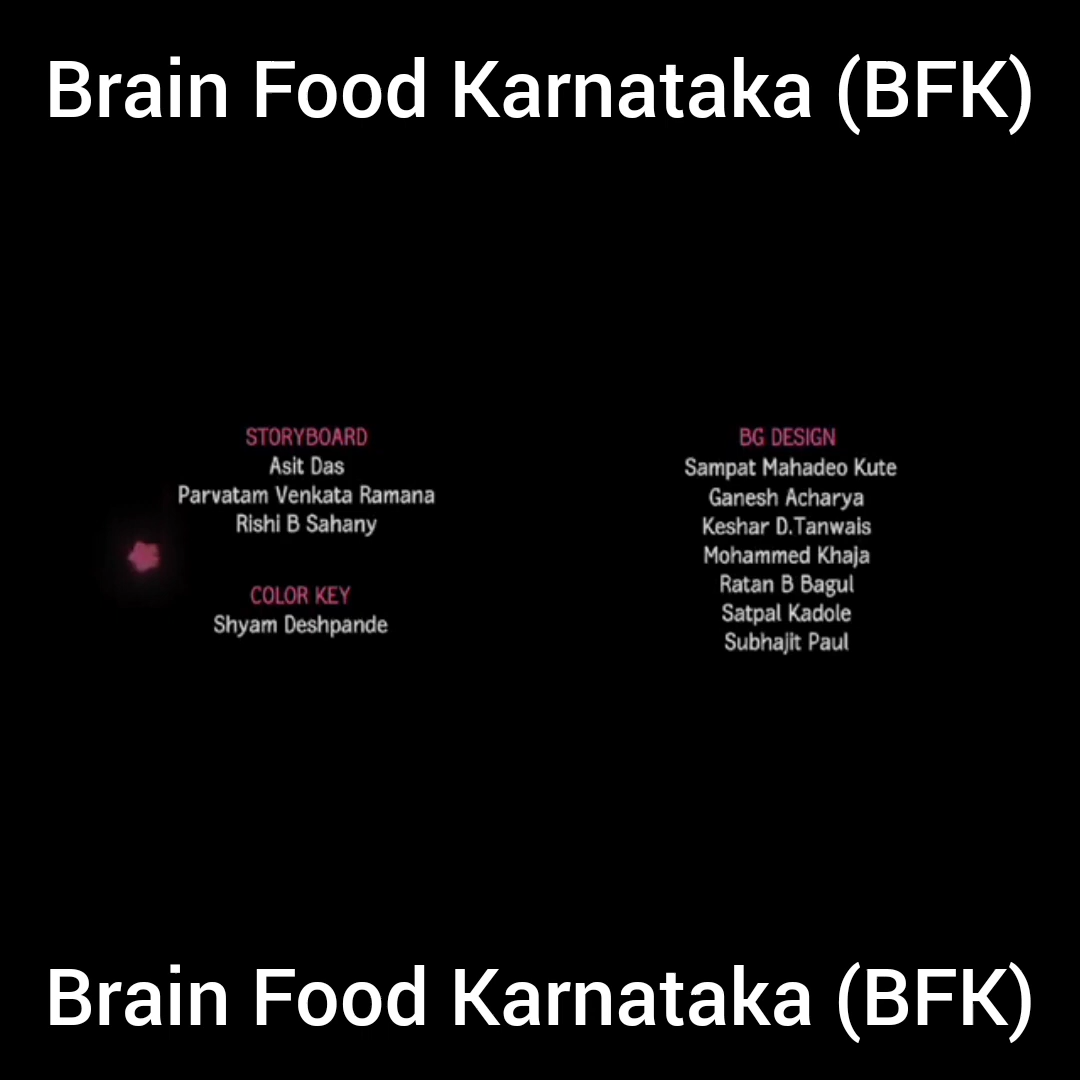 Brain Food Karnataka (BFK)
STORYBOARD
Asit Das
Parvatam Venkata Ramana
Rishi B Sahany
COLOR KEY
Shyam Deshpande
BG DESIGN
Sampat Mahadeo Kute
Ganesh Acharya
Keshar D.Tanwais
Mohammed Khaja
Ratan B Bagul
Satpal Kadole
Subhajit Paul
Brain Food Karnataka (BFK)